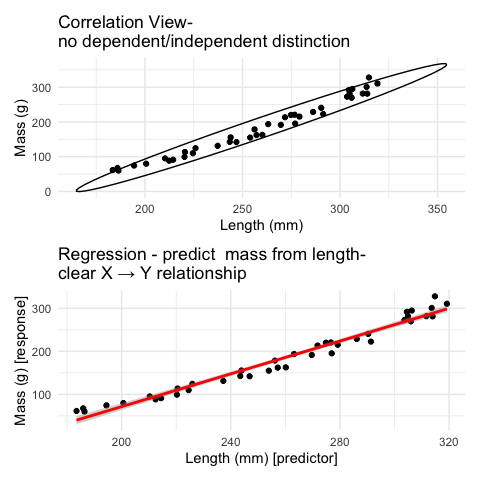 Correlation View-
no dependent/independent distinction
300
200
100
0
Mass (g)
200
250
300
350
Length (mm)
Regression - predict  mass from length-
clear X → Y relationship
300
200
100
Mass (g) [response]
200
240
280
320
Length (mm) [predictor]